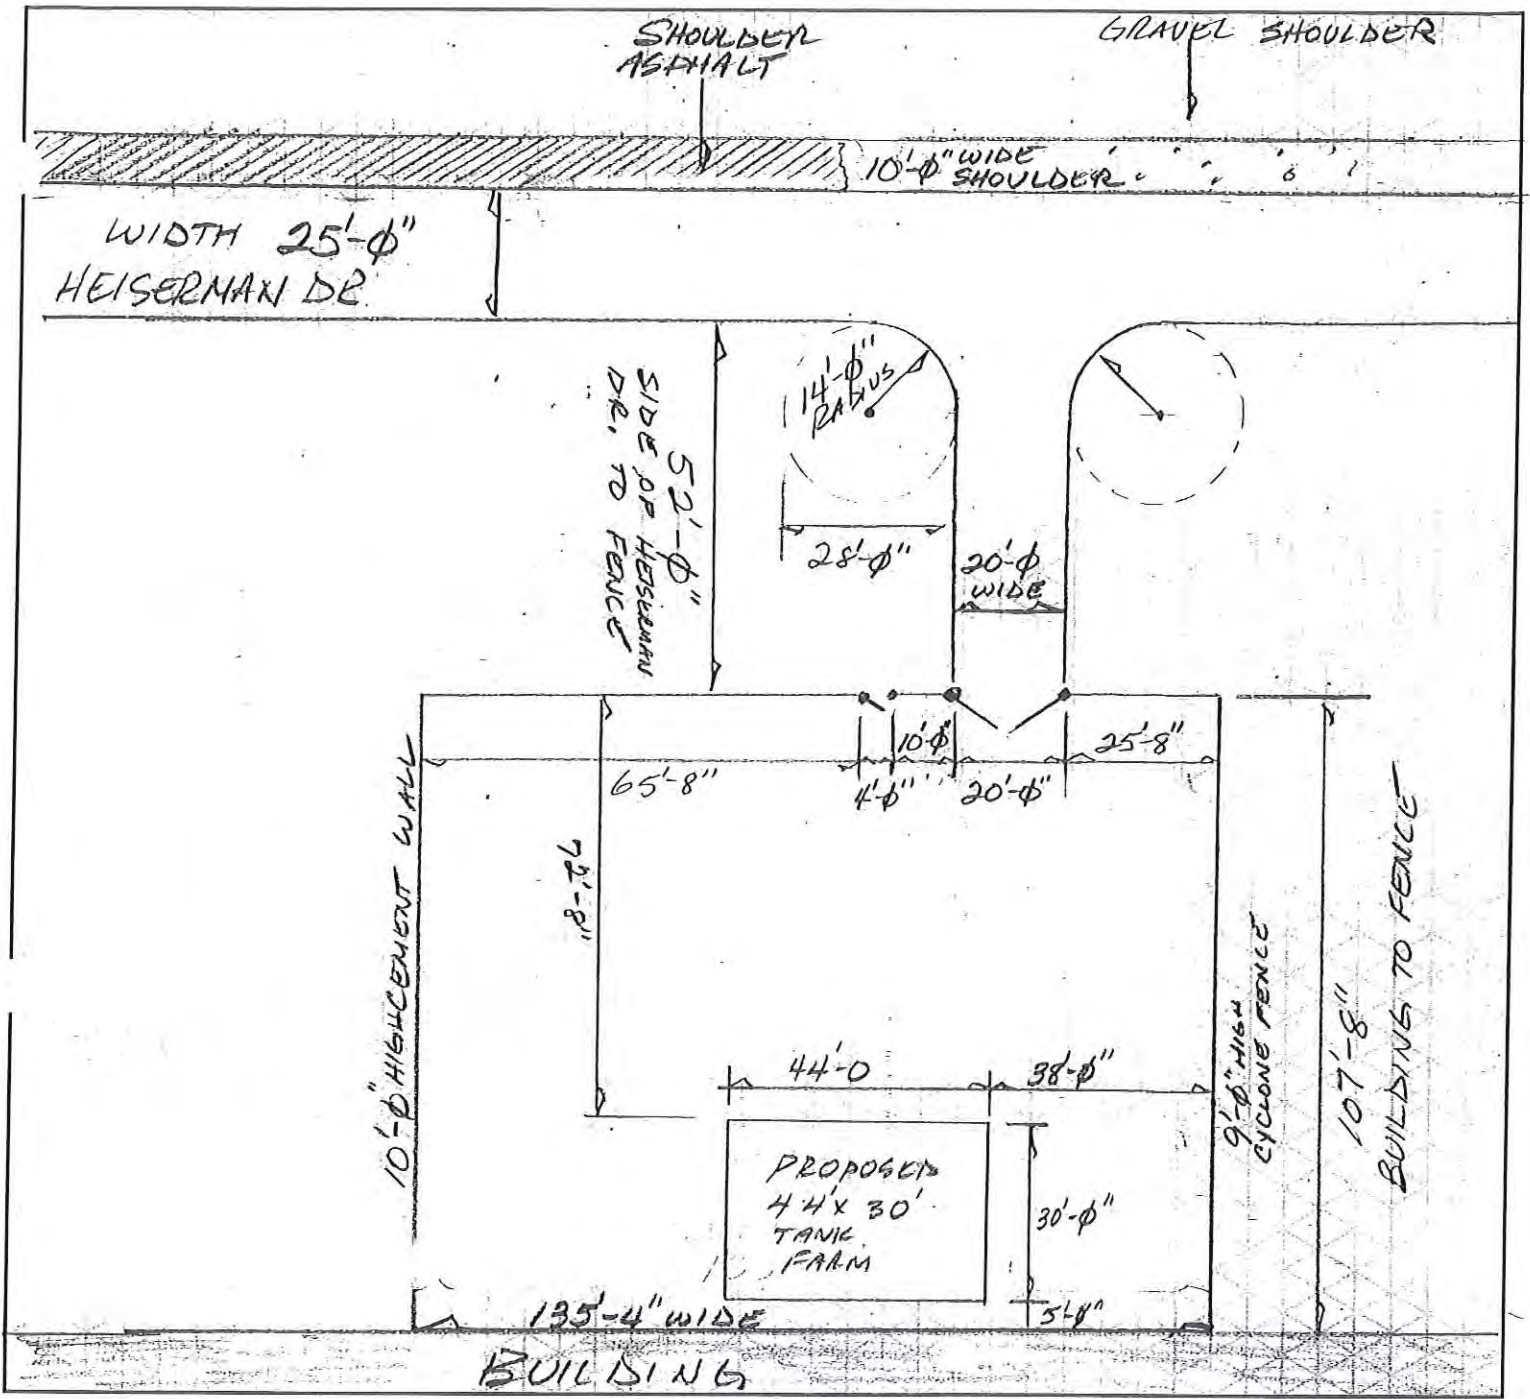 SHOULDER
ASPHALT
GRAVEL SHOULDER
10'-0" WIDE
SHOULDER
WIDTH 25'-0"
HEISERMAN DR.
14'-0"
RADIUS
52'-0"
SIDE OF HEISERMAN
DR. TO FENCE
28'-0"
20'-0
WIDE
10'-0"
25'-8"
65'-8"
4'-0"
20'-0"
72'-8"
10'-0" HIGH CEMENT WALL
9'-0" HIGH
CYCLONE FENCE
107'-8"
BUILDING TO FENCE
44'-0
38'-0"
PROPOSED
44' X 30'
TANK
FARM
30'-0"
5'-0"
135'-4" WIDE
BUILDING